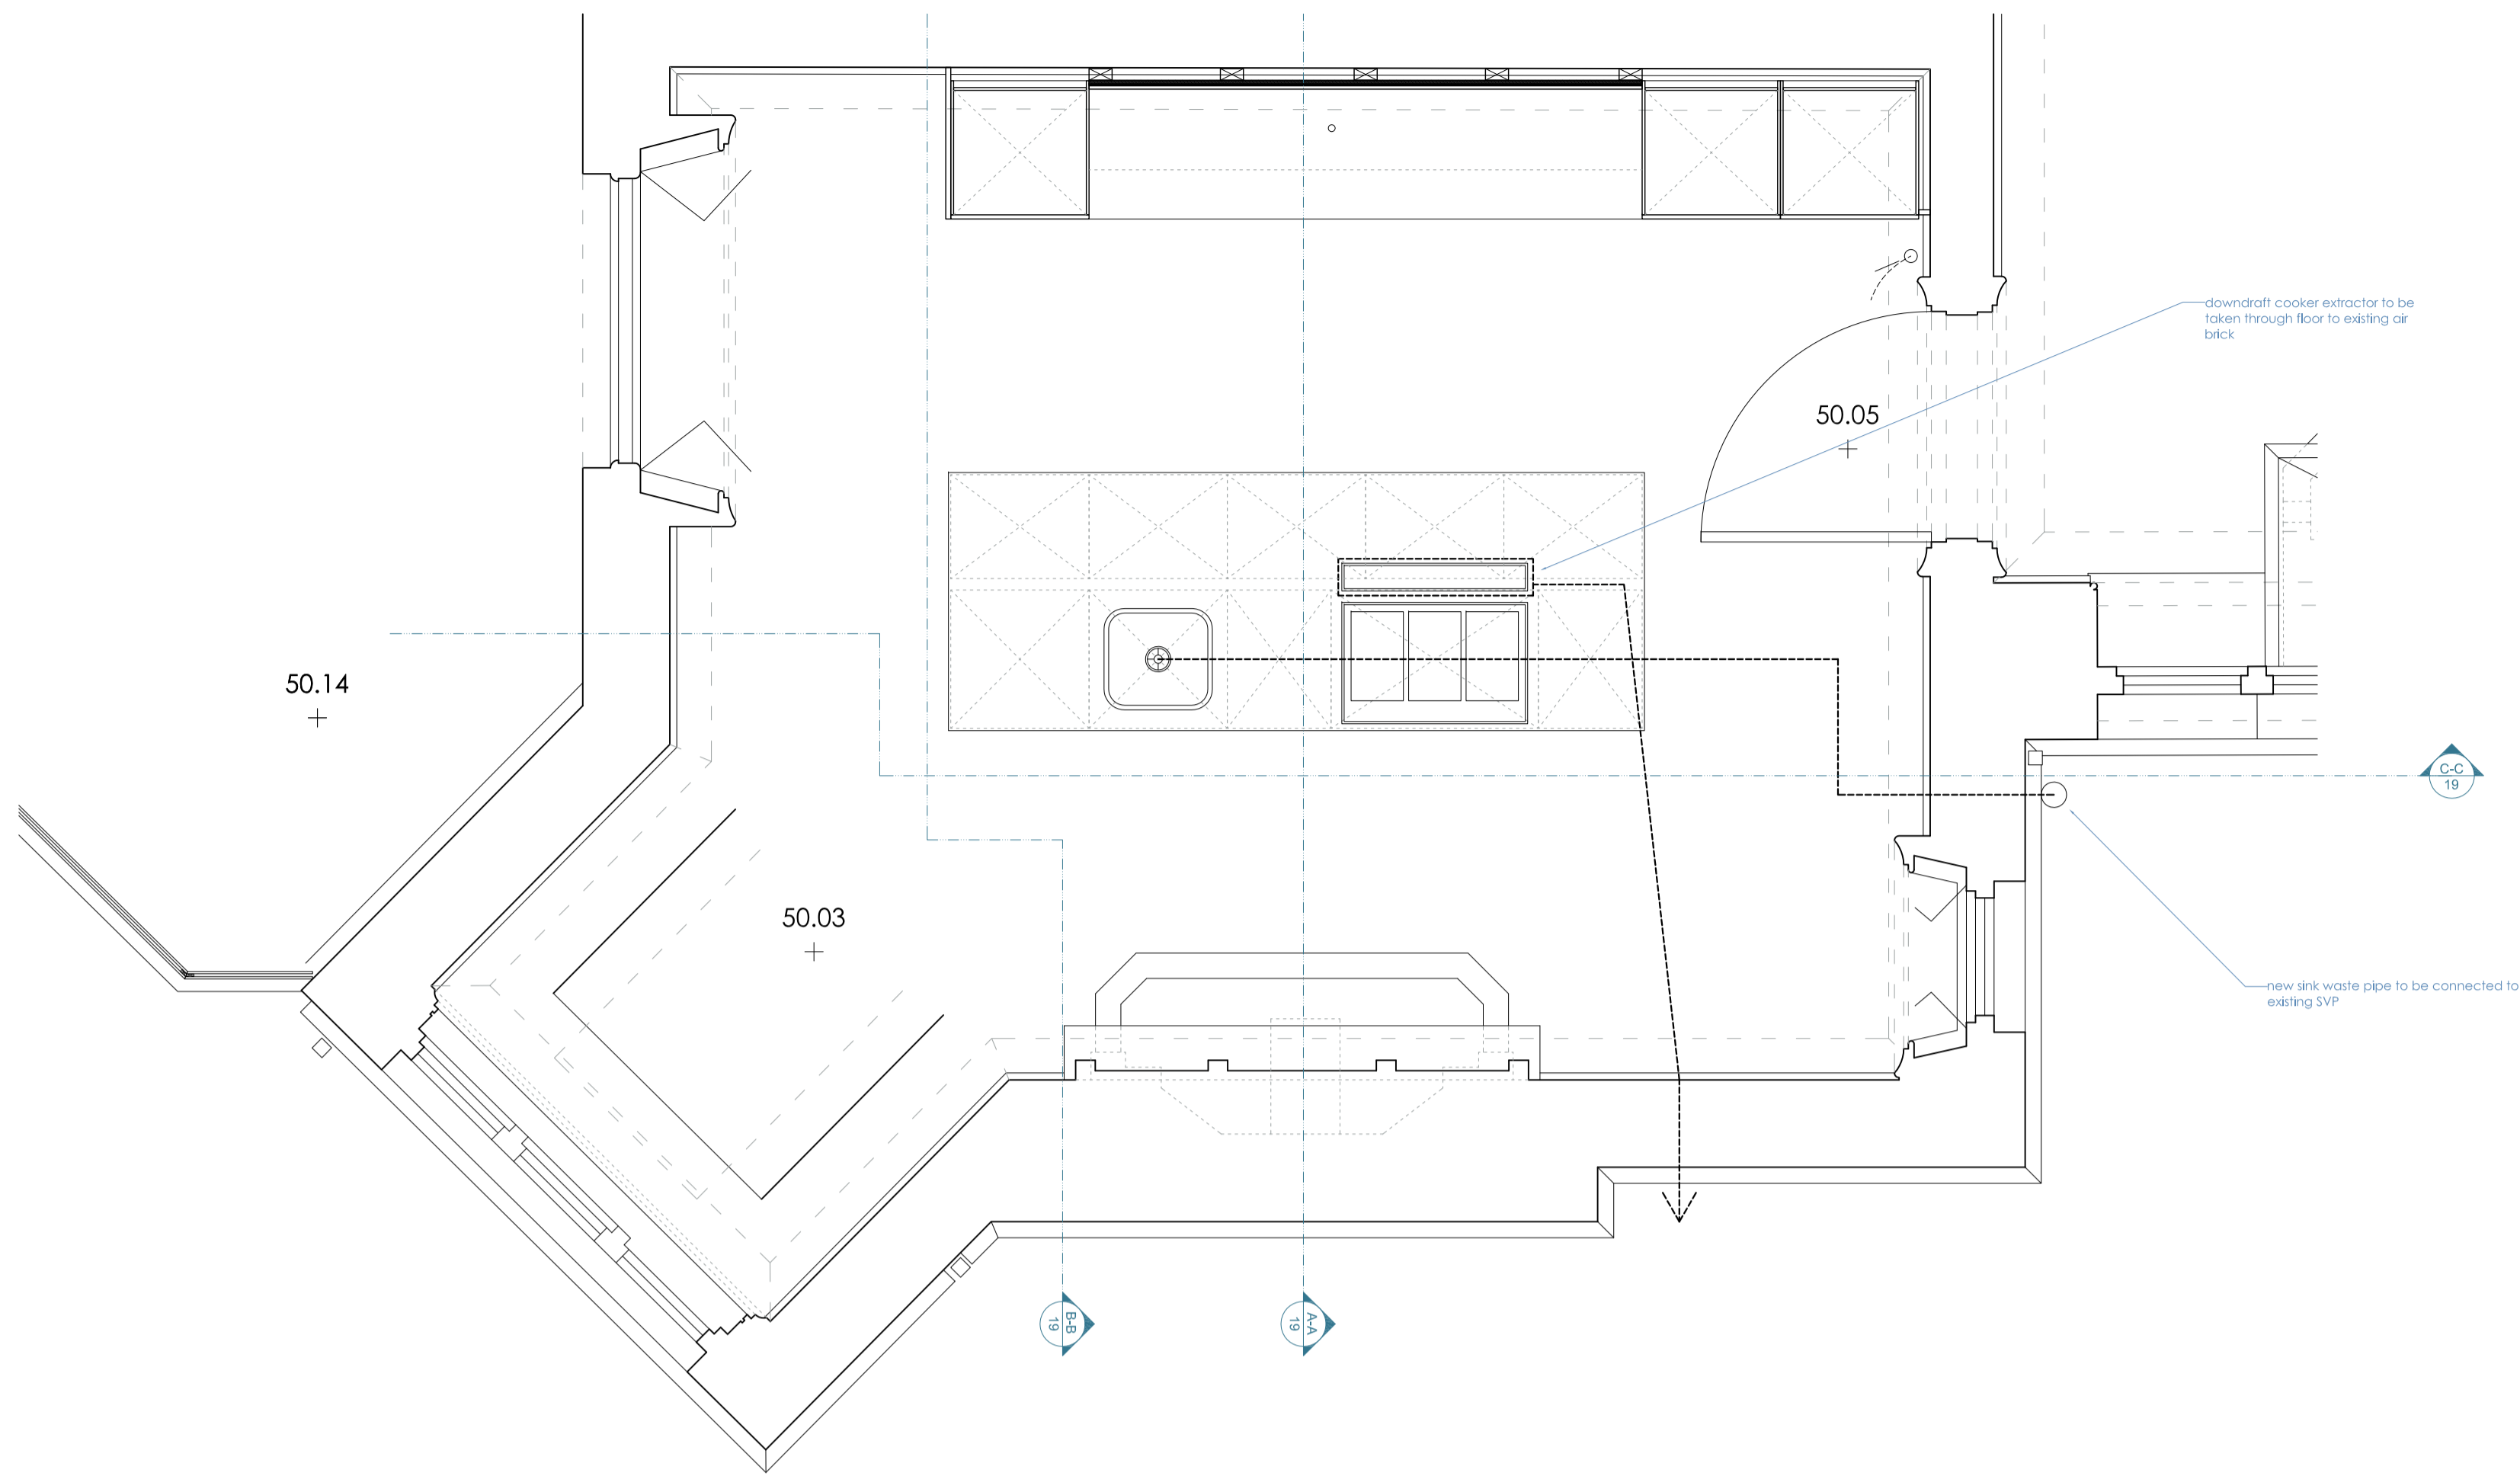 downdraft cooker extractor to be
taken through floor to existing air
brick
50.05
50.14
C-C
19
50.03
new sink waste pipe to be connected to
existing SVP
B-B
19
A-A
19